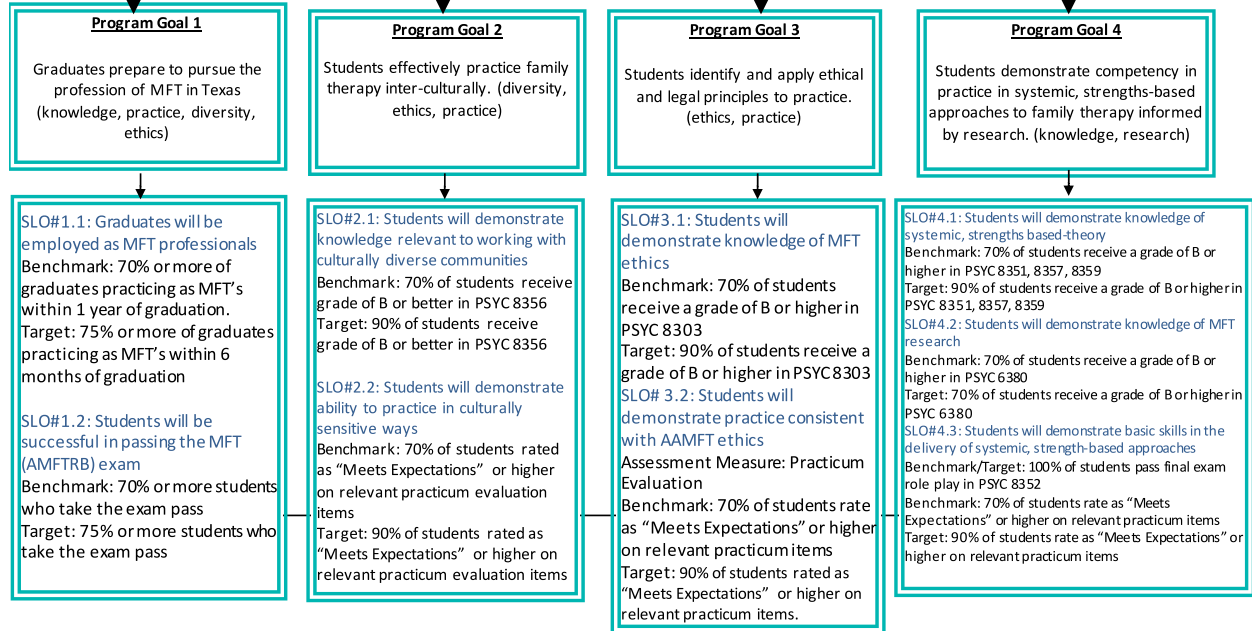 Program Goal 1
Graduates prepare to pursue the
profession of MFT in Texas
(knowledge, practice, diversity,
ethics)
Program Goal 2
Students effectively practice family
therapy inter-culturally. (diversity,
ethics, practice)
Program Goal 3
Students identify and apply ethical
and legal principles to practice.
(ethics, practice)
Program Goal 4
Students demonstrate competency in
practice in systemic, strengths-based
approaches to family therapy informed
by research. (knowledge, research)
SLO#1.1: Graduates will be
employed as MFT professionals
Benchmark: 70% or more of
graduates practicing as MFT's
within 1 year of graduation.
Target: 75% or more of graduates
practicing as MFT's within 6
months of graduation
SLO#1.2: Students will be
successful in passing the MFT
(AMFTRB) exam
Benchmark: 70% or more students
who take the exam pass
Target: 75% or more students who
take the exam pass
SLO#2.1: Students will demonstrate
knowledge relevant to working with
culturally diverse communities
Benchmark: 70% of students receive
grade of B or better in PSYC 8356
Target: 90% of students receive
grade of B or better in PSYC 8356
SLO#2.2: Students will demonstrate
ability to practice in culturally
sensitive ways
Benchmark: 70% of students rated
as “Meets Expectations” or higher
on relevant practicum evaluation
items
Target: 90% of students rated as
“Meets Expectations” or higher on
relevant practicum evaluation items
SLO#3.1: Students will
demonstrate knowledge of MFT
ethics
Benchmark: 70% of students
receive a grade of B or higher in
PSYC 8303
Target: 90% of students receive a
grade of B or higher in PSYC 8303
SLO# 3.2: Students will
demonstrate practice consistent
with AAMFT ethics
Assessment Measure: Practicum
Evaluation
Benchmark: 70% of students rate
as “Meets Expectations” or higher
on relevant practicum items
Target: 90% of students rated as
“Meets Expectations” or higher on
relevant practicum items.
SLO#4.1: Students will demonstrate knowledge of
systemic, strengths based-theory
Benchmark: 70% of students receive a grade of B or
higher in PSYC 8351, 8357, 8359
Target: 90% of students receive a grade of B or higher in
PSYC 8351, 8357, 8359
SLO#4.2: Students will demonstrate knowledge of MFT
research
Benchmark: 70% of students receive a grade of B or
higher in PSYC 6380
Target: 70% of students receive a grade of B or higher in
PSYC 6380
SLO#4.3: Students will demonstrate basic skills in the
delivery of systemic, strength-based approaches
Benchmark/Target: 100% of students pass final exam
role play in PSYC 8352
Benchmark: 70% of students rate as “Meets
Expectations” or higher on relevant practicum items
Target: 90% of students rate as “Meets Expectations” or
higher on relevant practicum items